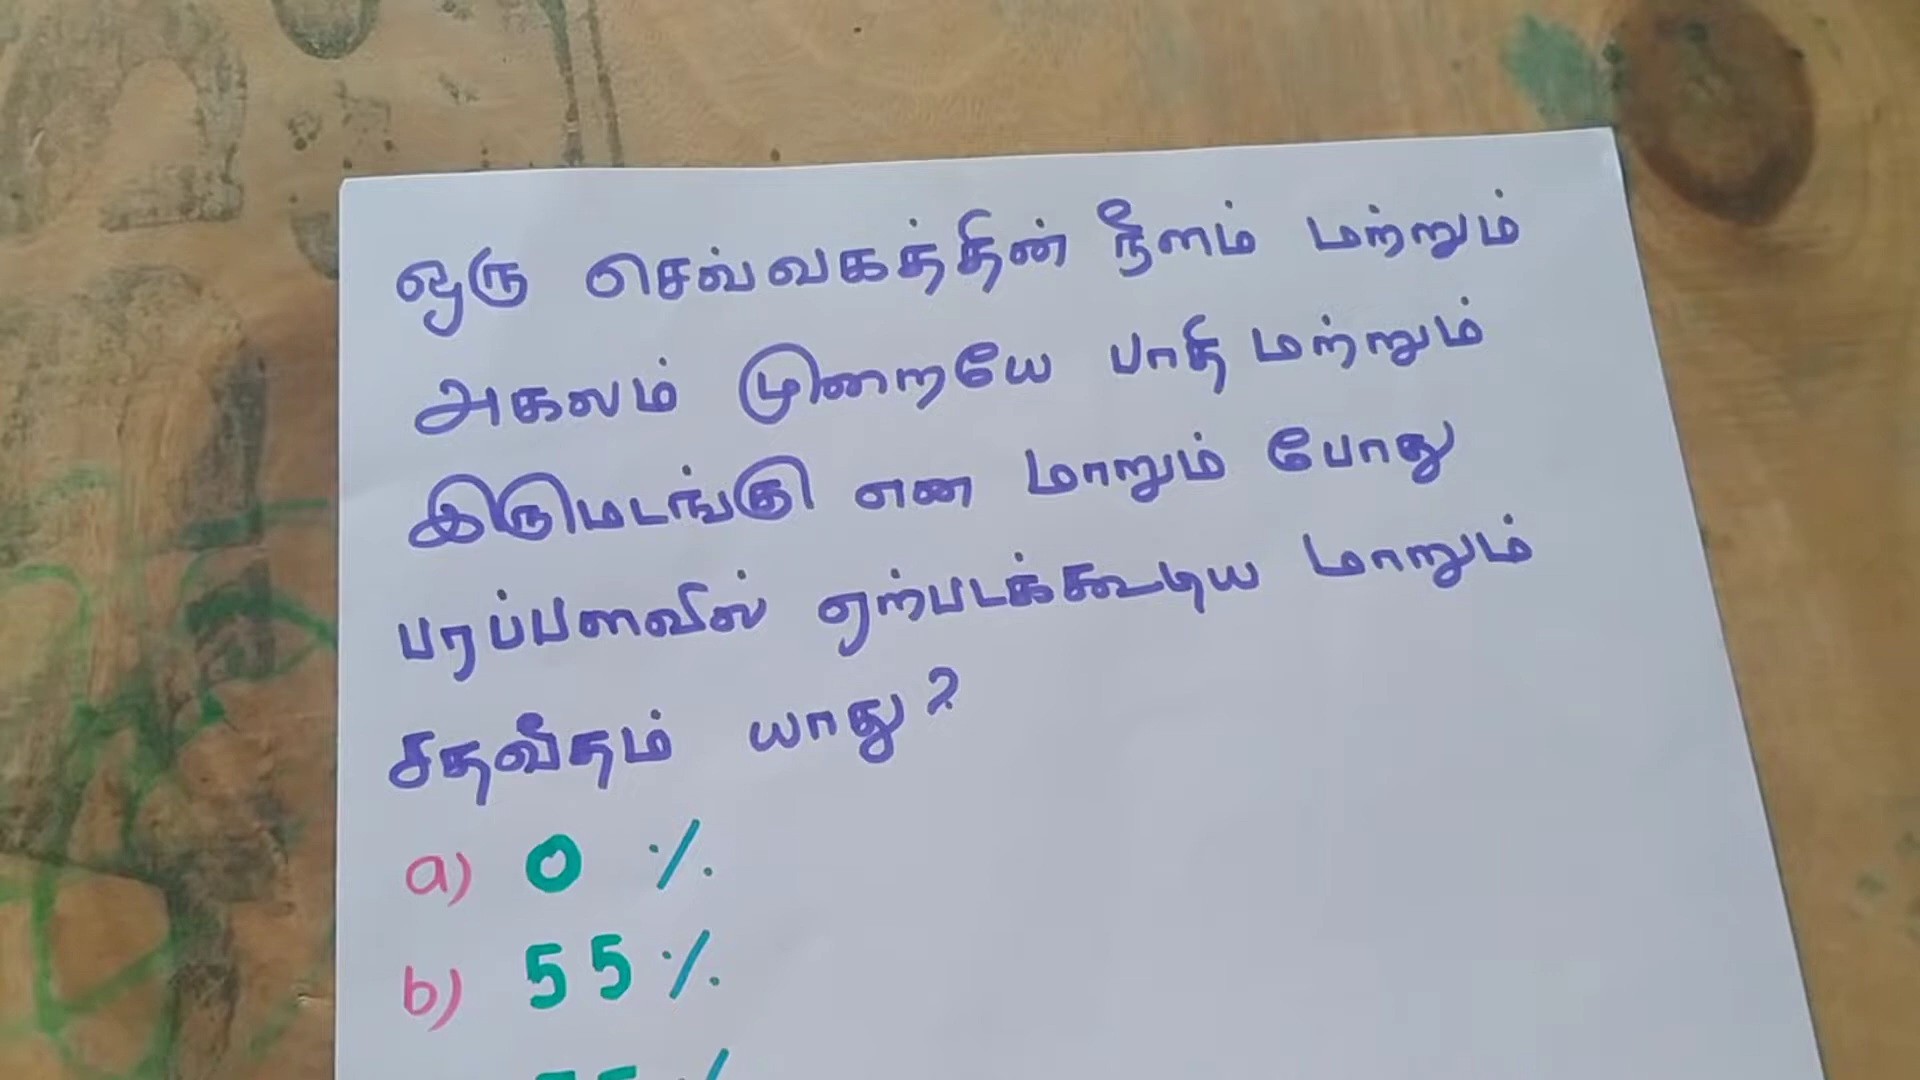 ஒரு செவ்வகத்தின் நீளம் மற்றும்
அகலம் முறையே பாதி மற்றும்
இருமடங்கு என மாறும் போது
பரப்பளவில் ஏற்படக்கூடிய மாறும்
சதவீதம் யாது?
a) 0 %
b) 55 %